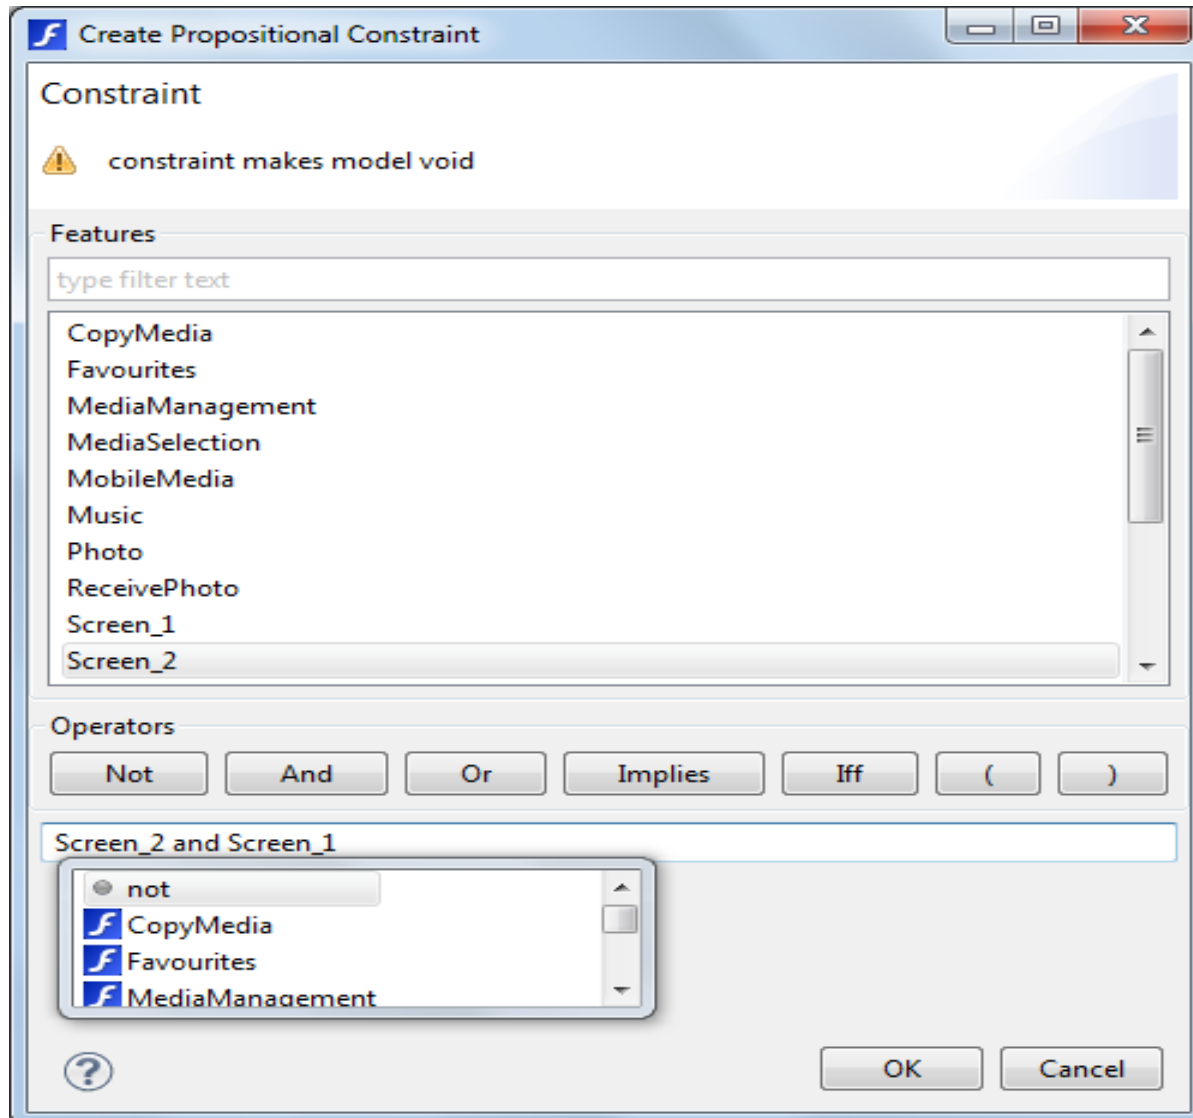 Create Propositional Constraint
Constraint
constraint makes model void
Features
type filter text
CopyMedia
Favourites
MediaManagement
MediaSelection
MobileMedia
Music
Photo
ReceivePhoto
Screen_1
Screen_2
Operators
Not And Or Implies Iff ( )
Screen_2 and Screen_1
not
CopyMedia
Favourites
MediaManagement
? OK Cancel